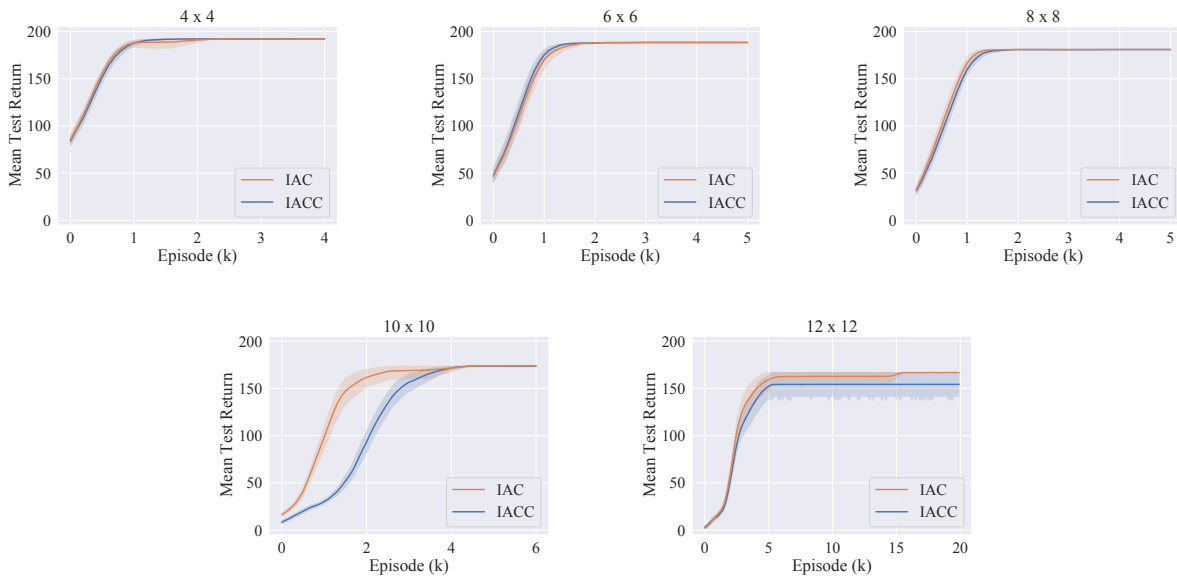 4 x 4
200
150
100
50
0
Mean Test Return
IAC
IACC
0 1 2 3 4
Episode (k)
6 x 6
200
150
100
50
0
Mean Test Return
IAC
IACC
0 1 2 3 4 5
Episode (k)
8 x 8
200
150
100
50
0
Mean Test Return
IAC
IACC
0 1 2 3 4 5
Episode (k)
10 x 10
200
150
100
50
0
Mean Test Return
IAC
IACC
0 2 4 6
Episode (k)
12 x 12
200
150
100
50
0
Mean Test Return
IAC
IACC
0 5 10 15 20
Episode (k)